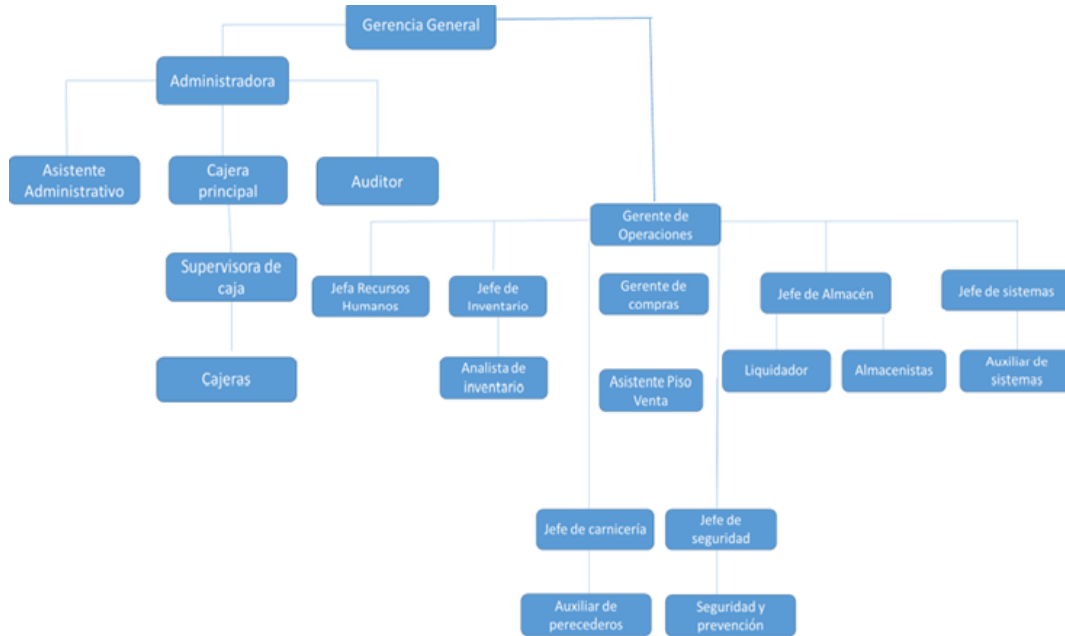 Gerencia General
Administradora
Asistente
Administrativo
Cajera
principal
Auditor
Gerente de
Operaciones
Supervisora de
caja
Jefa Recursos
Humanos
Jefe de
Inventario
Gerente de
compras
Jefe de Almacén
Jefe de sistemas
Cajeras
Analista de
inventario
Asistente Piso
Venta
Liquidador
Almacenistas
Auxiliar de
sistemas
Jefe de carnicería
Jefe de
seguridad
Auxiliar de
perecederos
Seguridad y
prevención